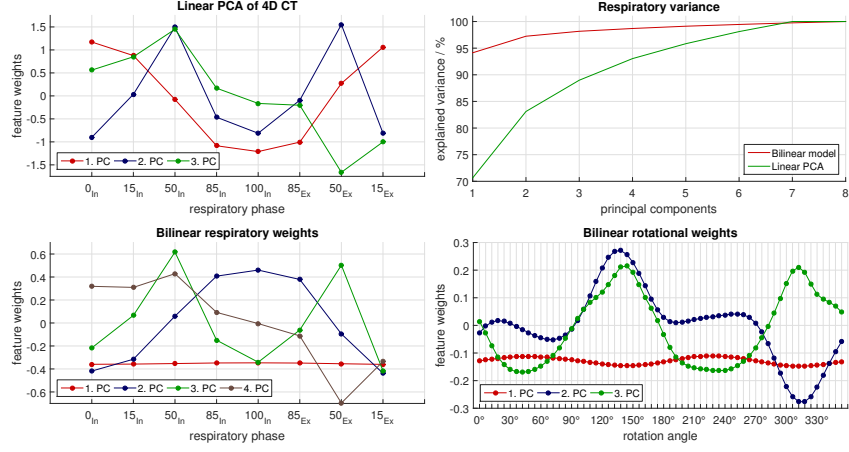 Linear PCA of 4D CT
feature weights
1.5
1
0.5
0
-0.5
-1
-1.5
1. PC 2. PC 3. PC
0In 15In 50In 85In 100In 85Ex 50Ex 15Ex
respiratory phase
Respiratory variance
explained variance / %
100
95
90
85
80
75
70
Bilinear model
Linear PCA
1 2 3 4 5 6 7 8
principal components
Bilinear respiratory weights
feature weights
0.6
0.4
0.2
0
-0.2
-0.4
-0.6
1. PC 2. PC 3. PC 4. PC
0In 15In 50In 85In 100In 85Ex 50Ex 15Ex
respiratory phase
Bilinear rotational weights
feature weights
0.3
0.2
0.1
0
-0.1
-0.2
-0.3
1. PC 2. PC 3. PC
0° 30° 60° 90° 120° 150° 180° 210° 240° 270° 300° 330°
rotation angle